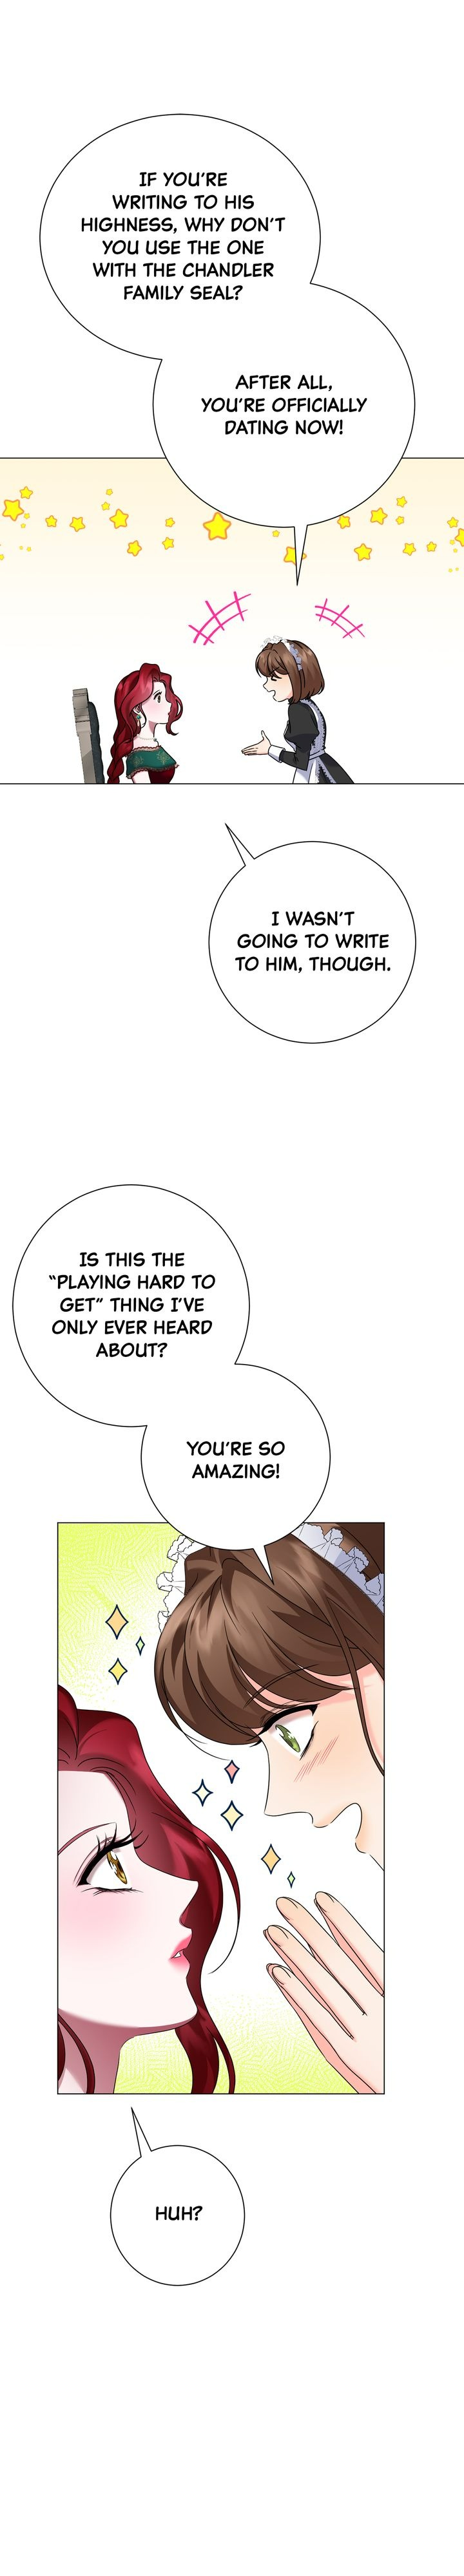 IF YOU'RE
WRITING TO HIS
HIGHNESS, WHY DON'T
YOU USE THE ONE
WITH THE CHANDLER
FAMILY SEAL?
AFTER ALL,
YOU'RE OFFICIALLY
DATING NOW!
I WASN'T
GOING TO WRITE
TO HIM, THOUGH.
IS THIS THE
"PLAYING HARD TO
GET" THING I'VE
ONLY EVER HEARD
ABOUT?
YOU'RE SO
AMAZING!
HUH?